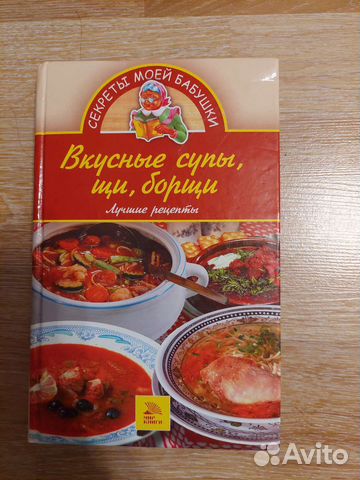 СЕКРЕТЫ МОЕЙ БАБУШКИ
Вкусные супы,
щи, борщи
Лучшие рецепты
МИР
КНИГИ
Avito